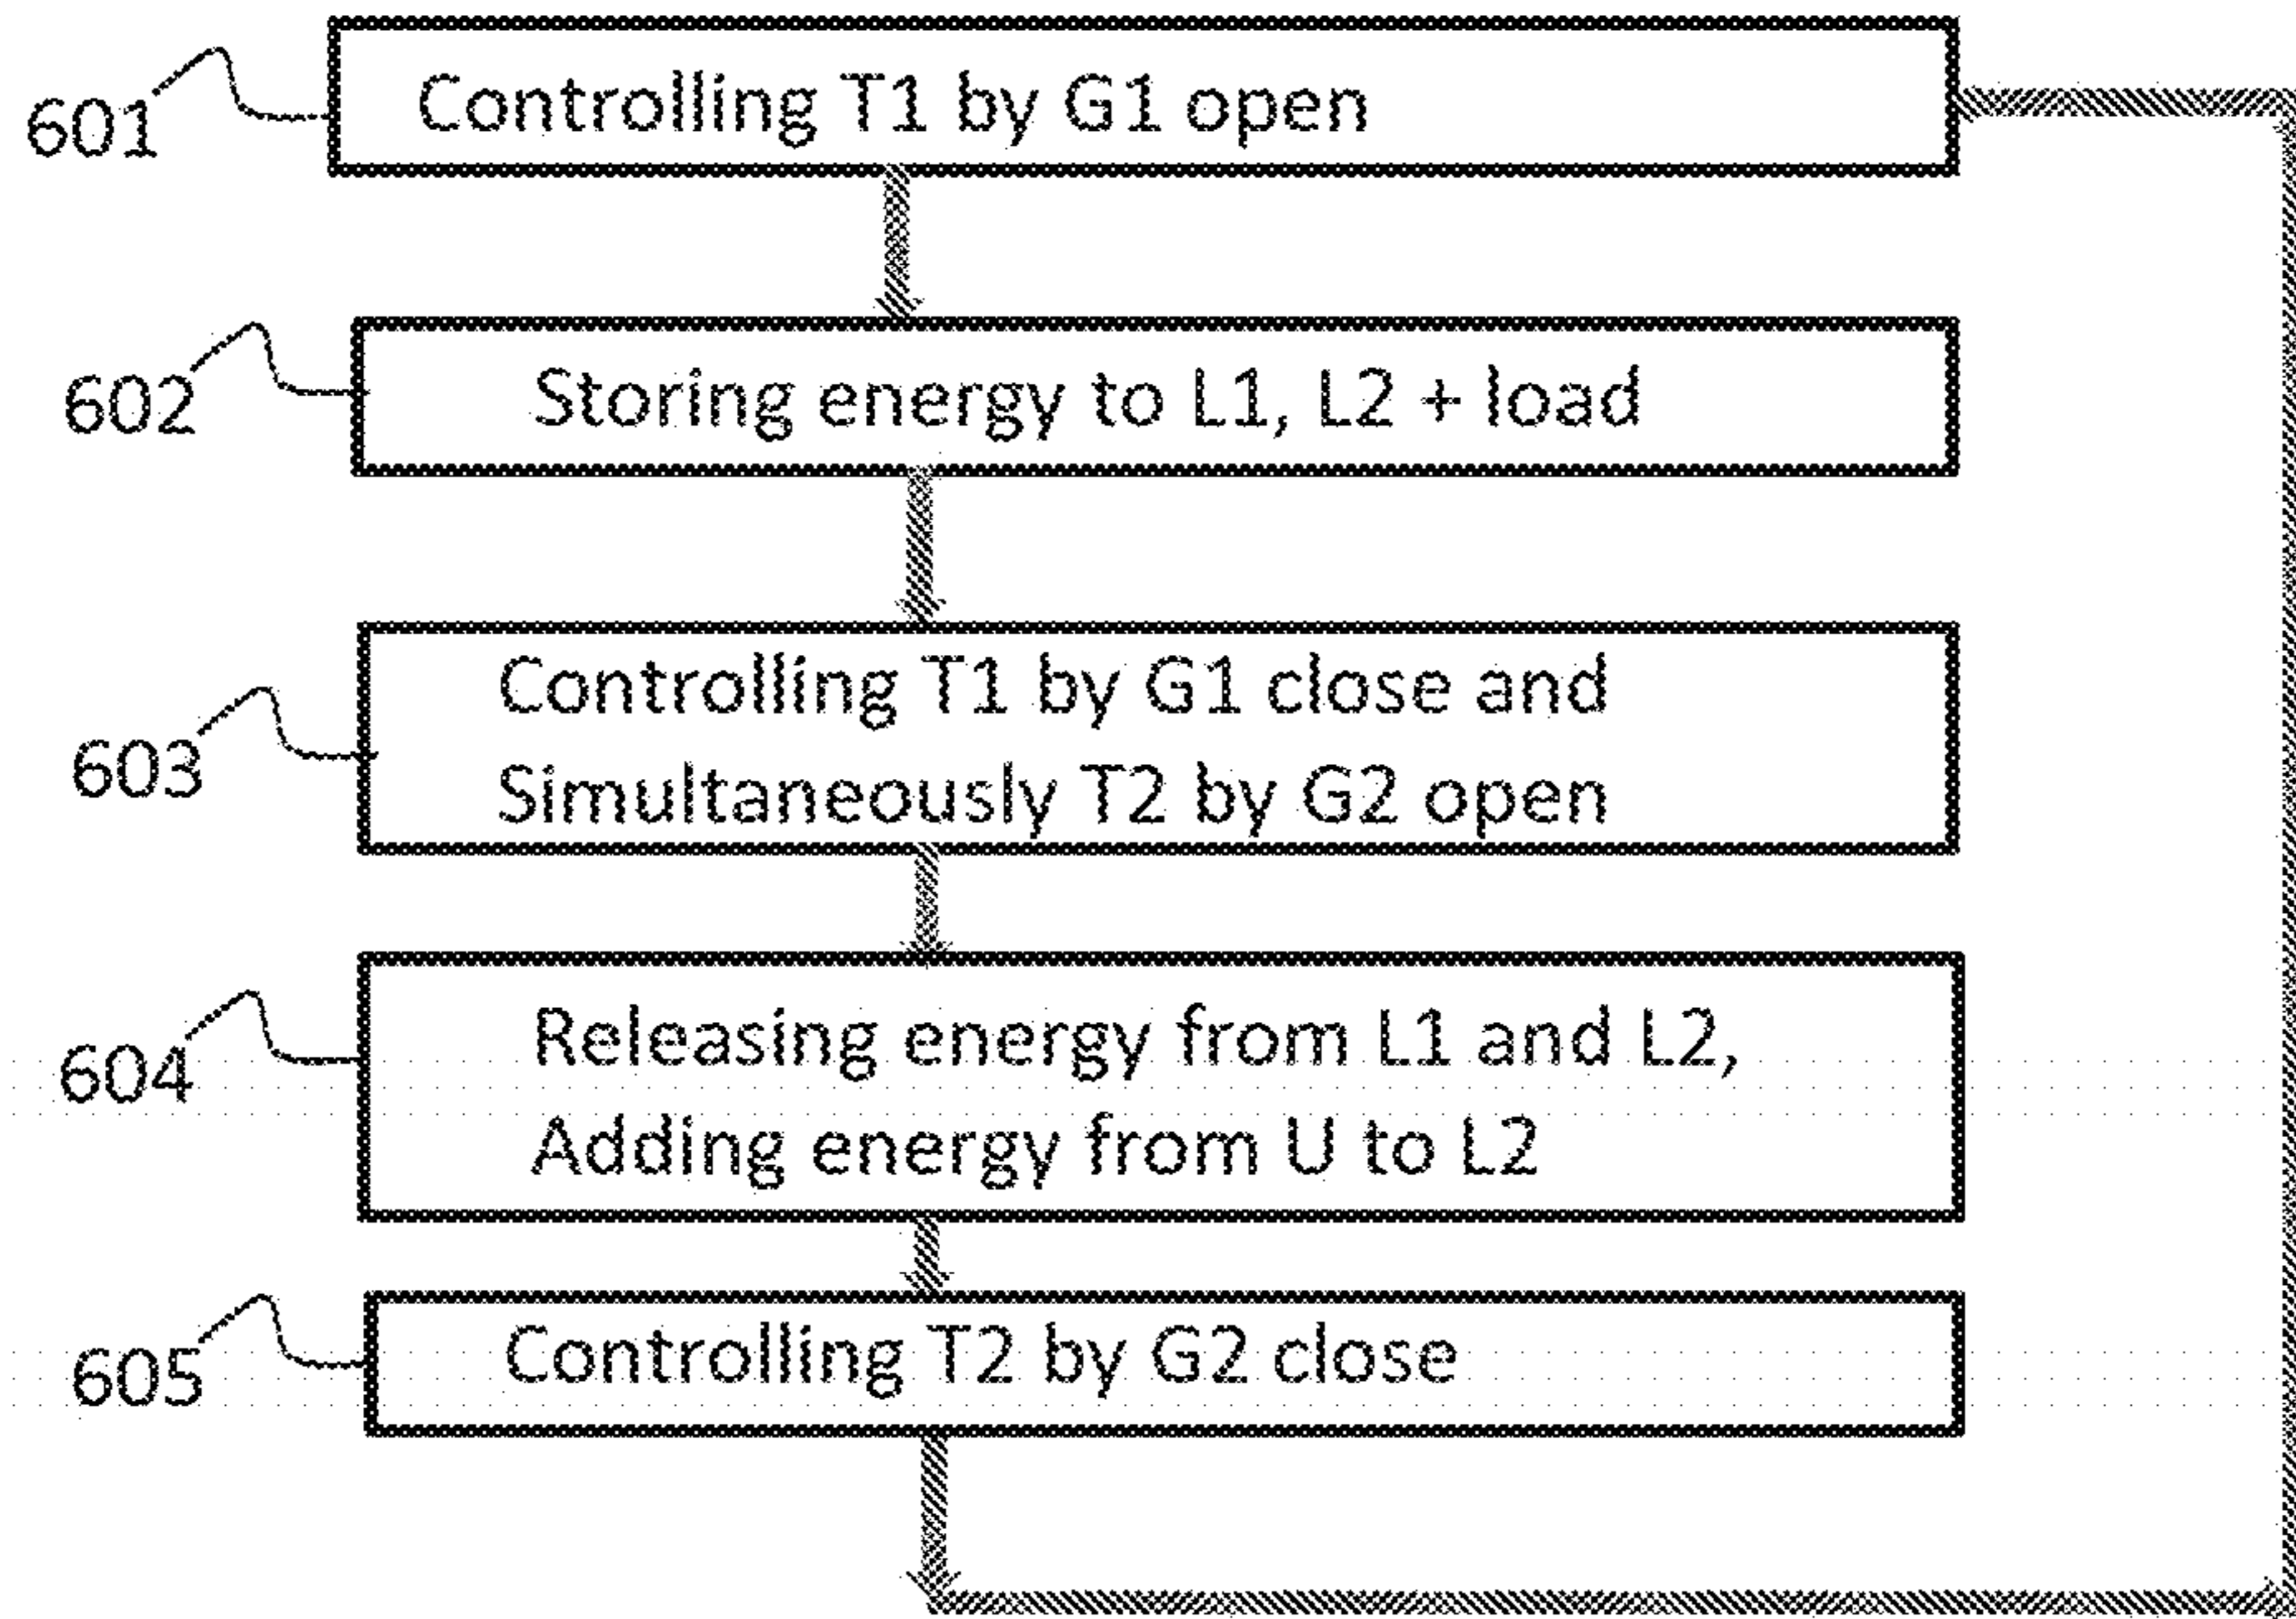 601
Controlling T1 by G1 open
602
Storing energy to L1, L2 + load
603
Controlling T1 by G1 close and
Simultaneously T2 by G2 open
604
Releasing energy from L1 and L2,
Adding energy from U to L2
605
Controlling T2 by G2 close